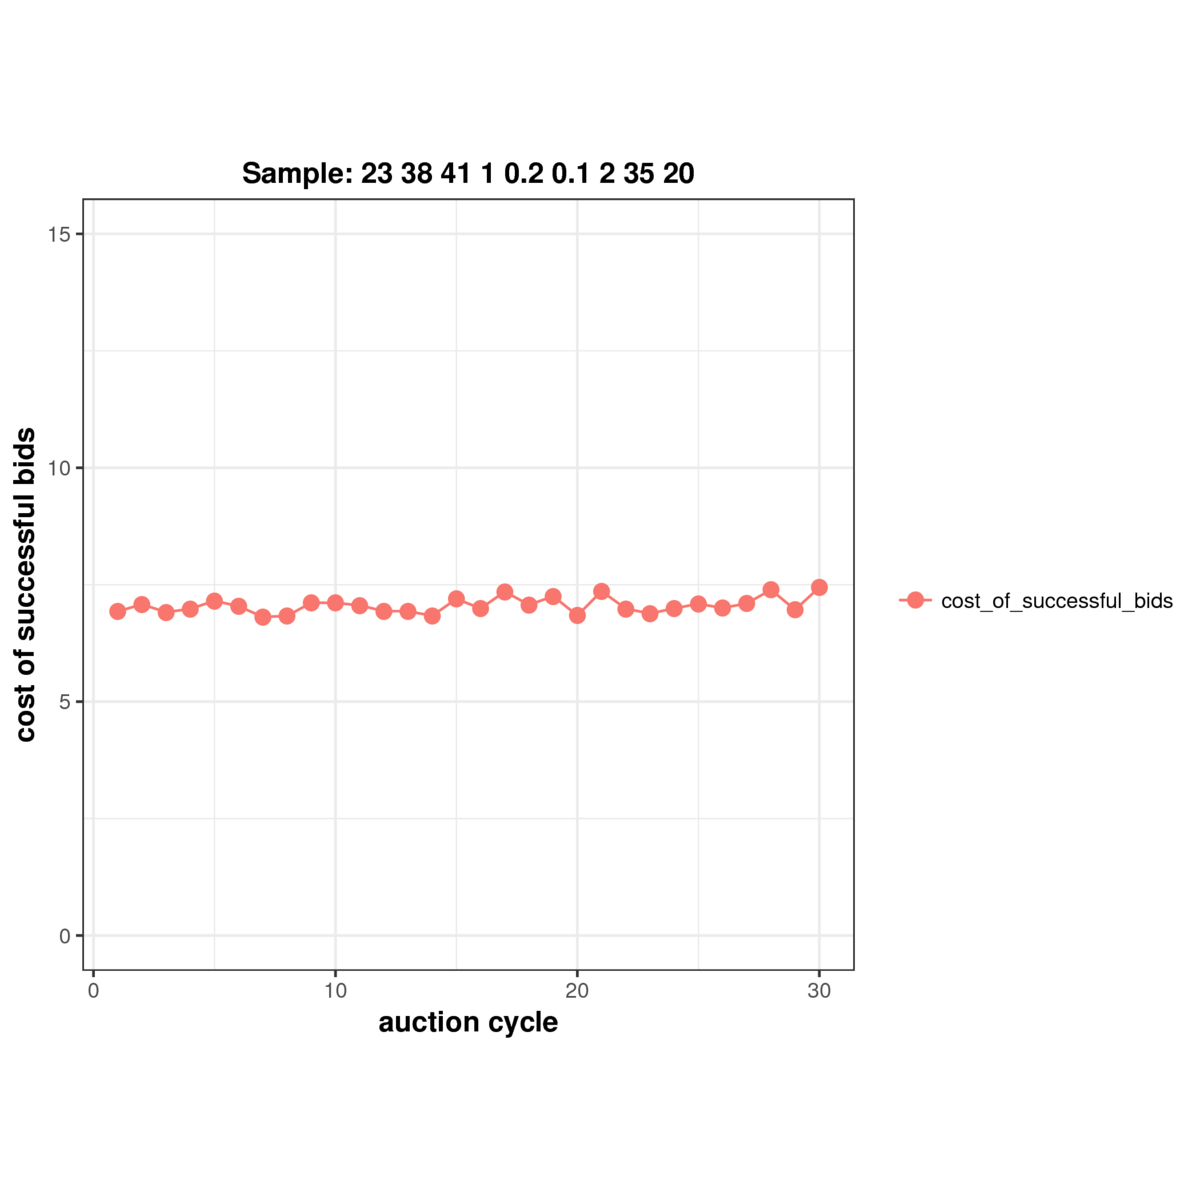 Sample: 23 38 41 1 0.2 0.1 2 35 20
15
10
5
0
cost of successful bids
0 10 20 30
auction cycle
cost_of_successful_bids